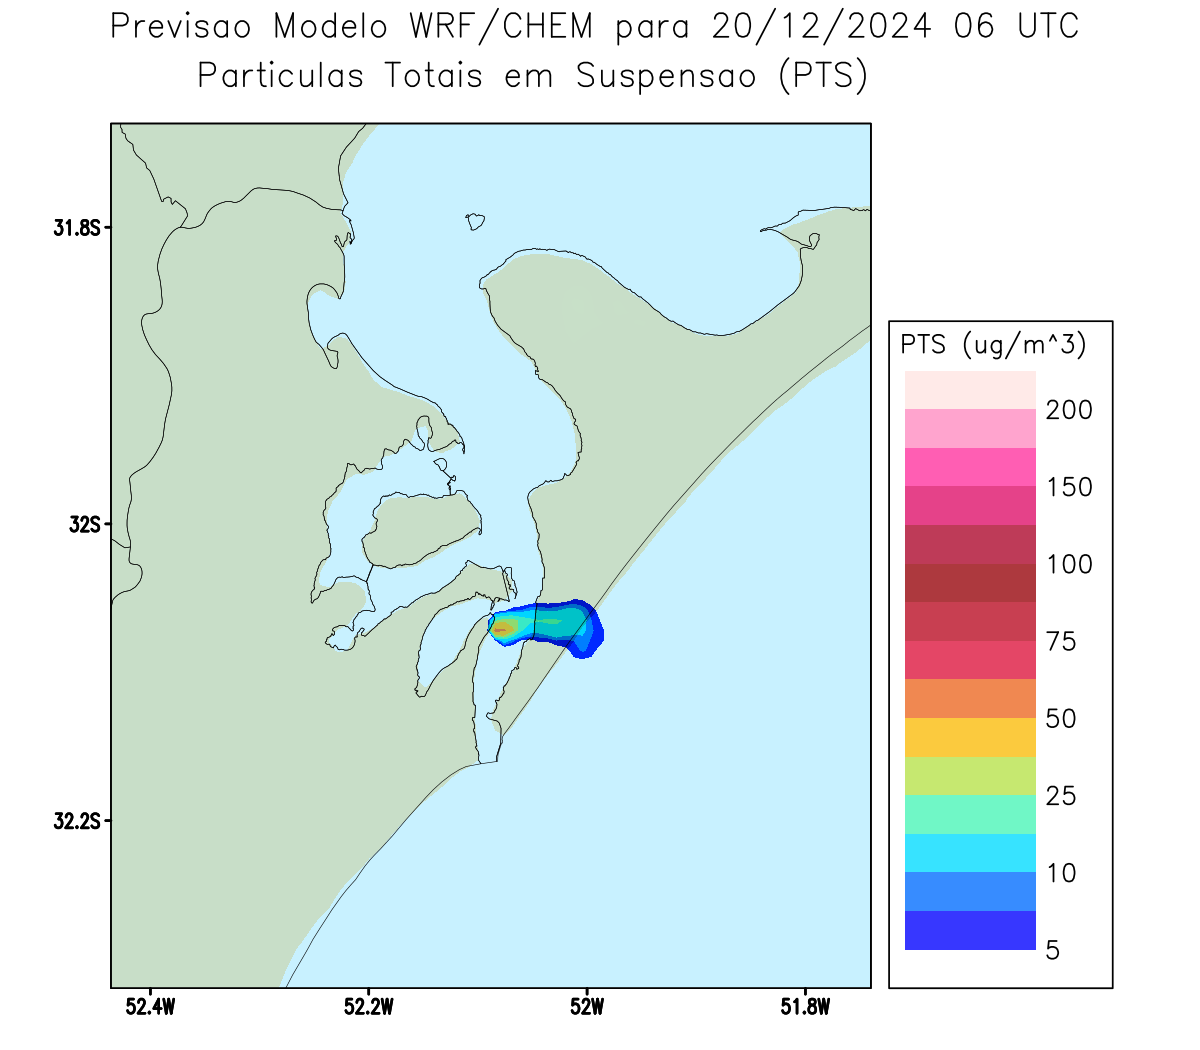 Previsao Modelo WRF/CHEM para 20/12/2024 06 UTC
Particulas Totais em Suspensao (PTS)
31.8S
32S
32.2S
52.4W
52.2W
52W
51.8W
PTS (ug/m^3)
200
150
100
75
50
25
10
5